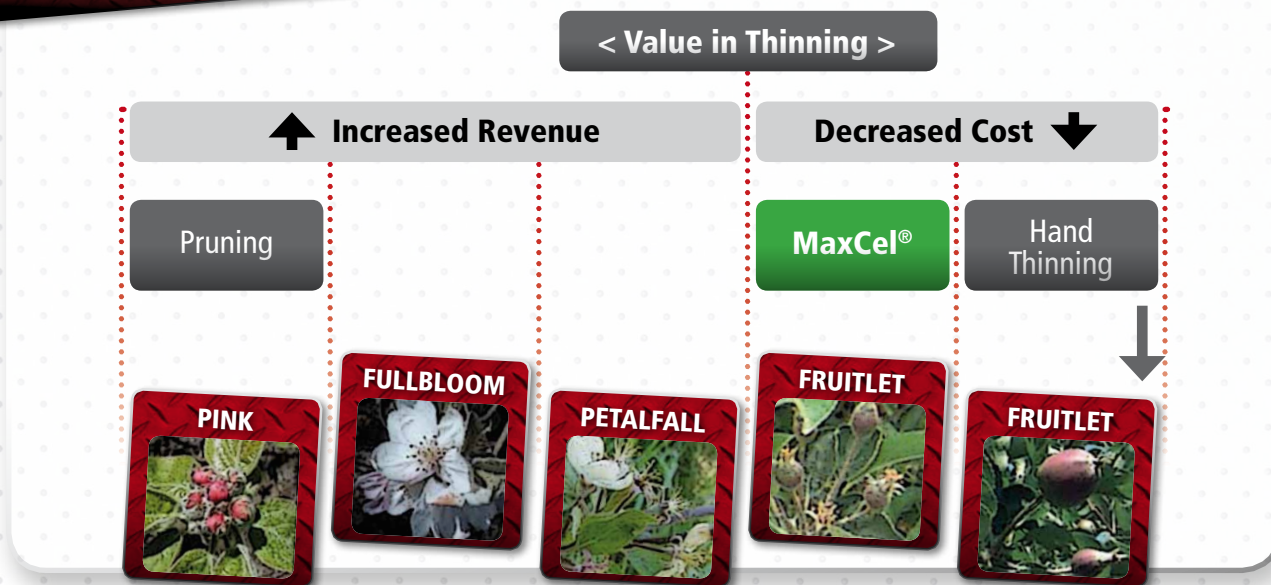 < Value in Thinning >
Increased Revenue
Decreased Cost
Pruning
MaxCel®
Hand
Thinning
PINK
FULLBLOOM
PETALFALL
FRUITLET
FRUITLET